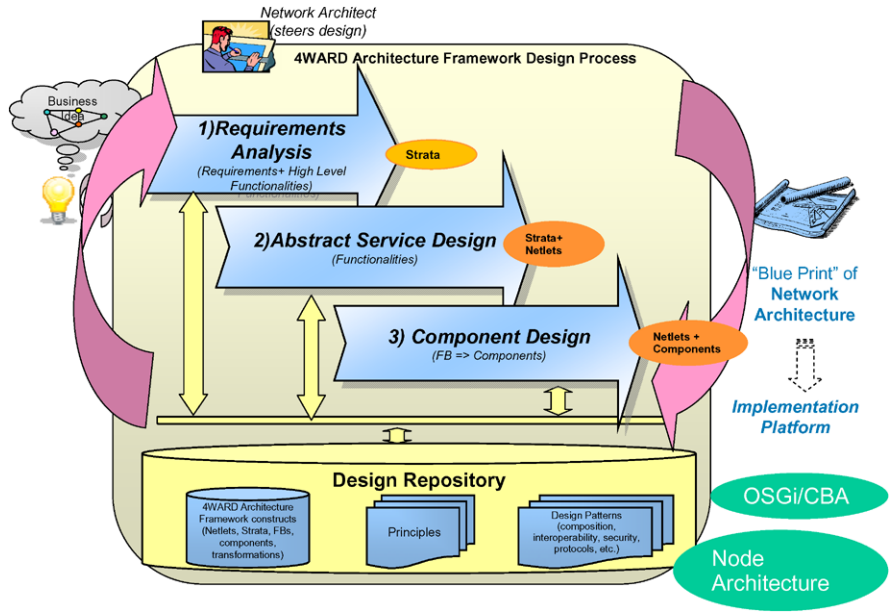 Network Architect
(steers design)
4WARD Architecture Framework Design Process
Business
Idea
1)Requirements
Analysis
(Requirements+ High Level
Functionalities)
Strata
2)Abstract Service Design
(Functionalities)
Strata+
Netlets
3) Component Design
(FB => Components)
Netlets +
Components
"Blue Print" of
Network
Architecture
Implementation
Platform
Design Repository
4WARD Architecture
Framework constructs
(Netlets, Strata, FBs,
components,
transformations)
Principles
Design Patterns
(composition,
interoperability, security,
protocols, etc.)
OSGi/CBA
Node
Architecture